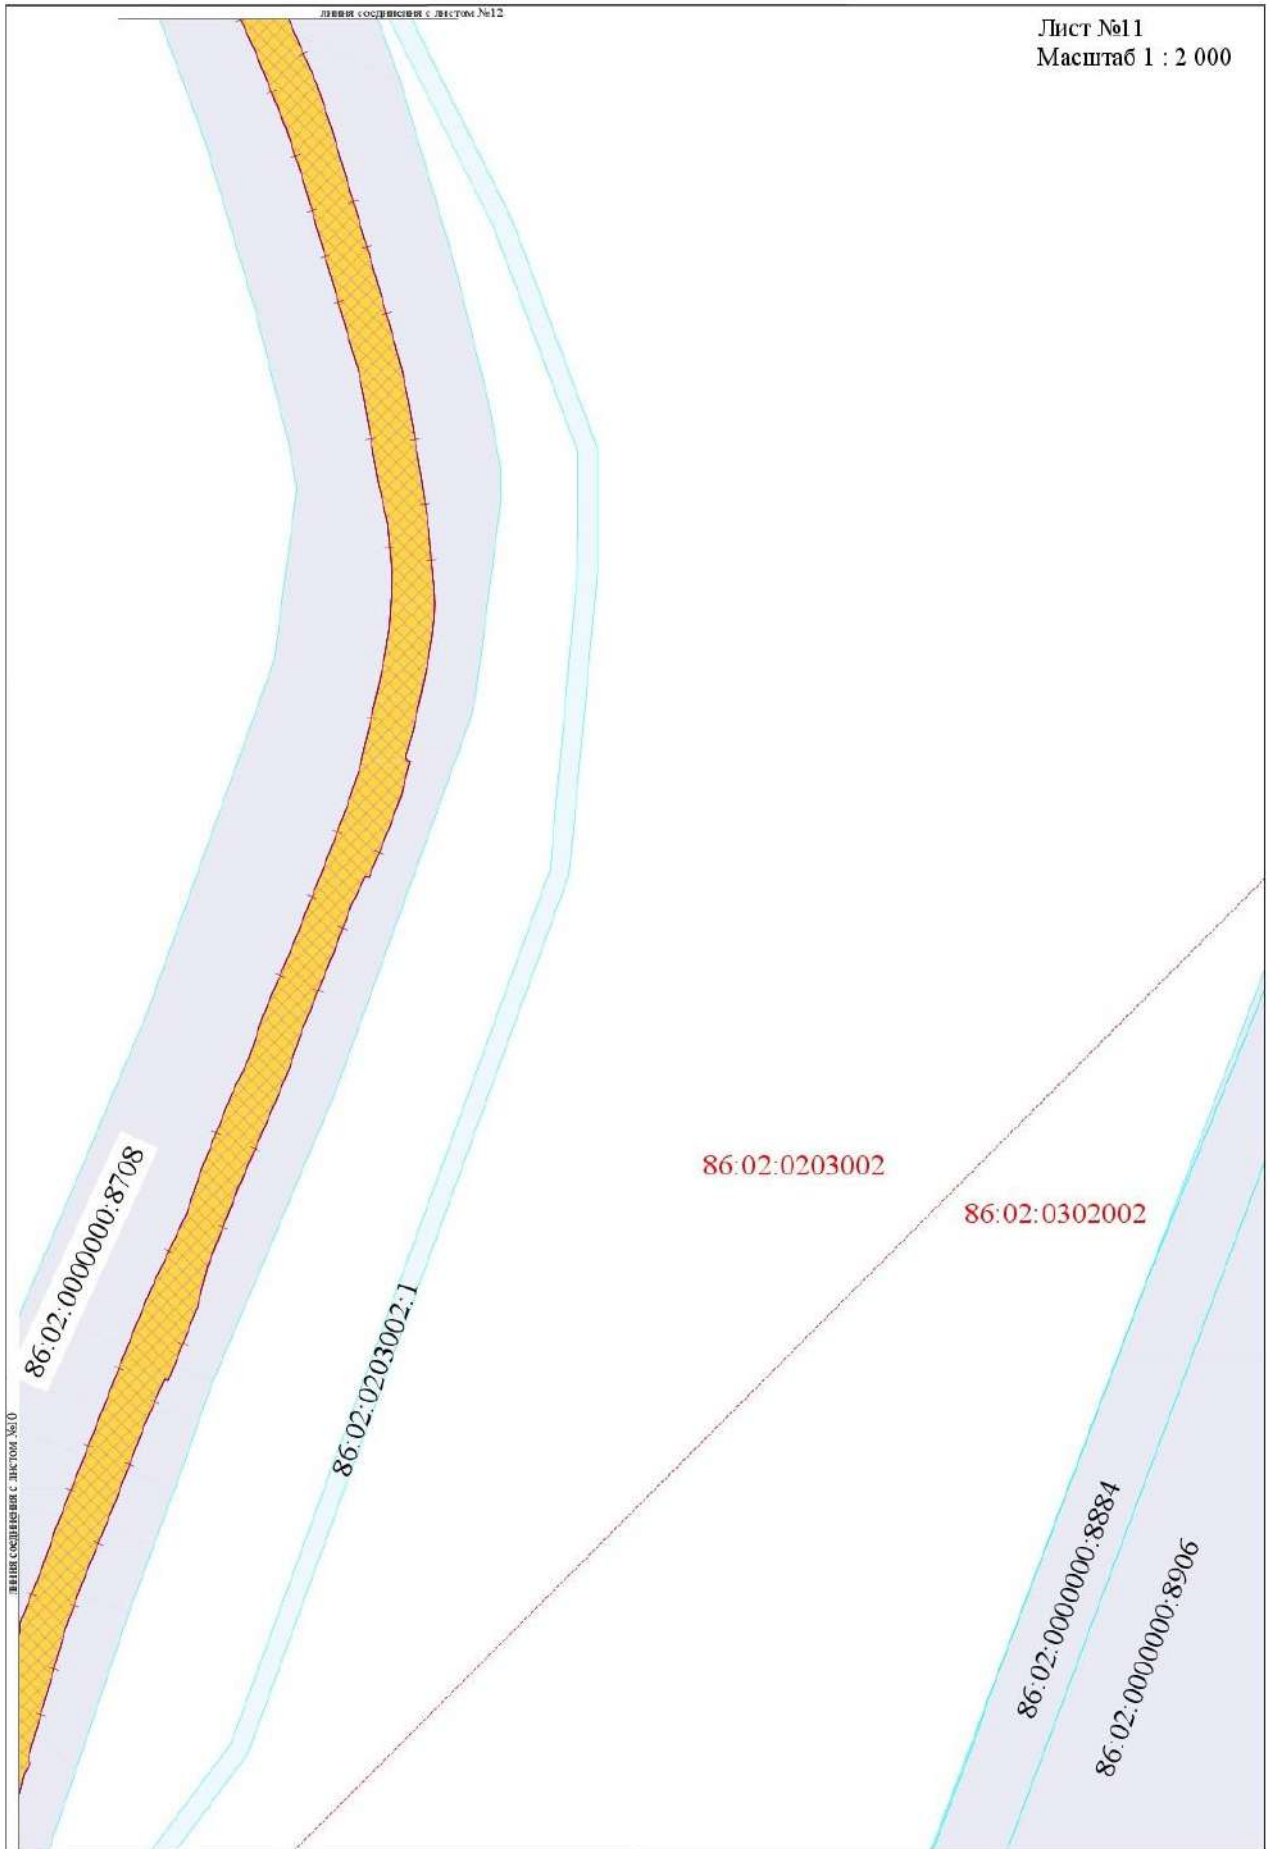 линия соединения с листом №12
Лист №11
Масштаб 1 : 2 000
86:02:0203002
86:02:0302002
86:02:0000000:8708
86:02:0203002:1
линия соединения с листом №10
86:02:0000000:8884
86:02:0000000:8906